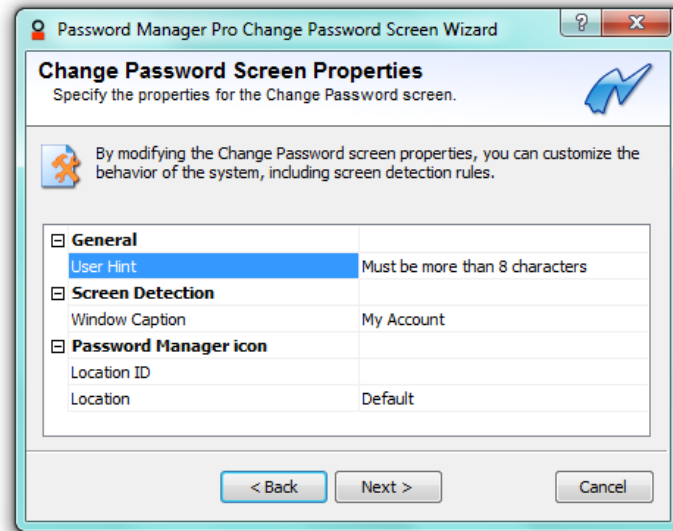 Password Manager Pro Change Password Screen Wizard
Change Password Screen Properties
Specify the properties for the Change Password screen.
By modifying the Change Password screen properties, you can customize the
behavior of the system, including screen detection rules.
General
User Hint Must be more than 8 characters
Screen Detection
Window Caption My Account
Password Manager icon
Location ID
Location Default
< Back Next > Cancel